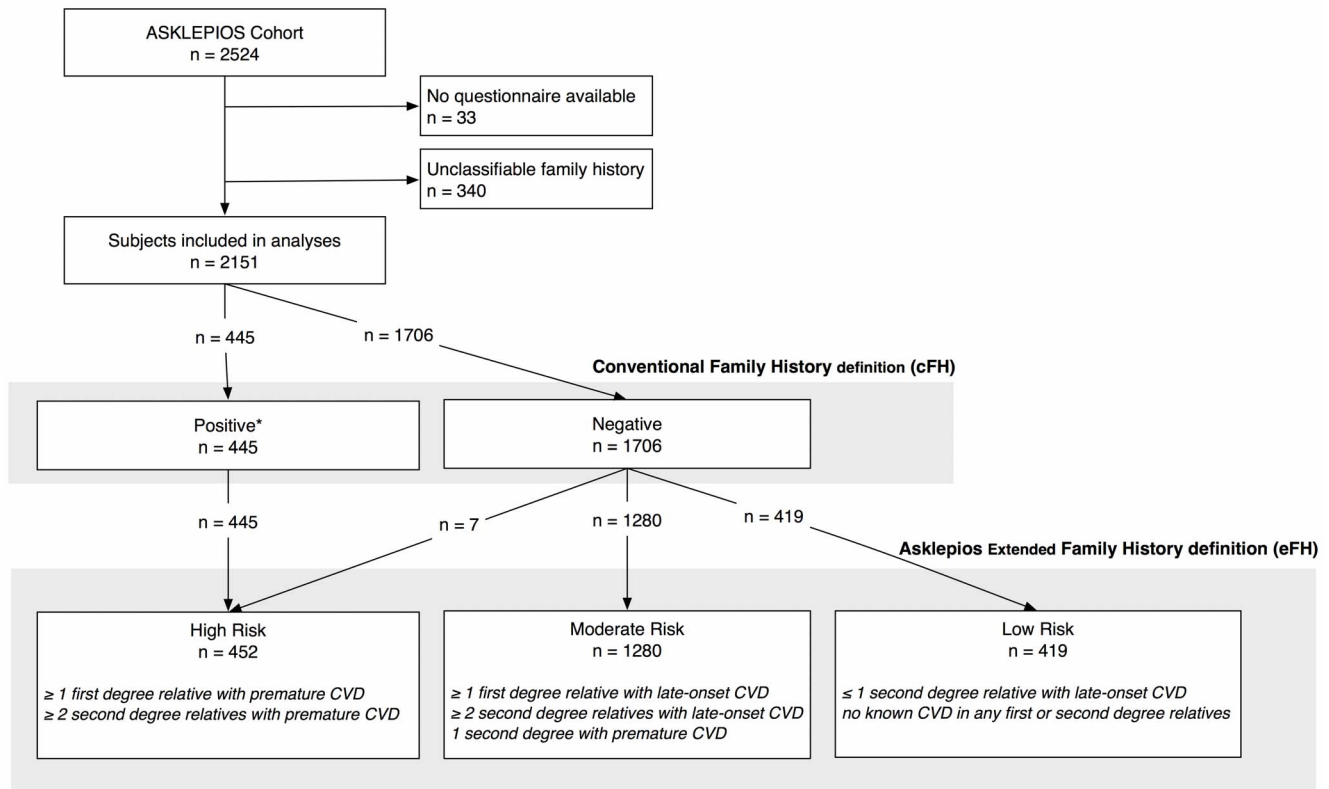 ASKLEPIOS Cohort
n = 2524
No questionnaire available
n = 33
Unclassifiable family history
n = 340
Subjects included in analyses
n = 2151
n = 445
n = 1706
Conventional Family History definition (cFH)
Positive*
n = 445
Negative
n = 1706
n = 445
n = 7
n = 1280
n = 419
Asklepios Extended Family History definition (eFH)
High Risk
n = 452
≥ 1 first degree relative with premature CVD
≥ 2 second degree relatives with premature CVD
Moderate Risk
n = 1280
≥ 1 first degree relative with late-onset CVD
≥ 2 second degree relatives with late-onset CVD
1 second degree with premature CVD
Low Risk
n = 419
≤ 1 second degree relative with late-onset CVD
no known CVD in any first or second degree relatives